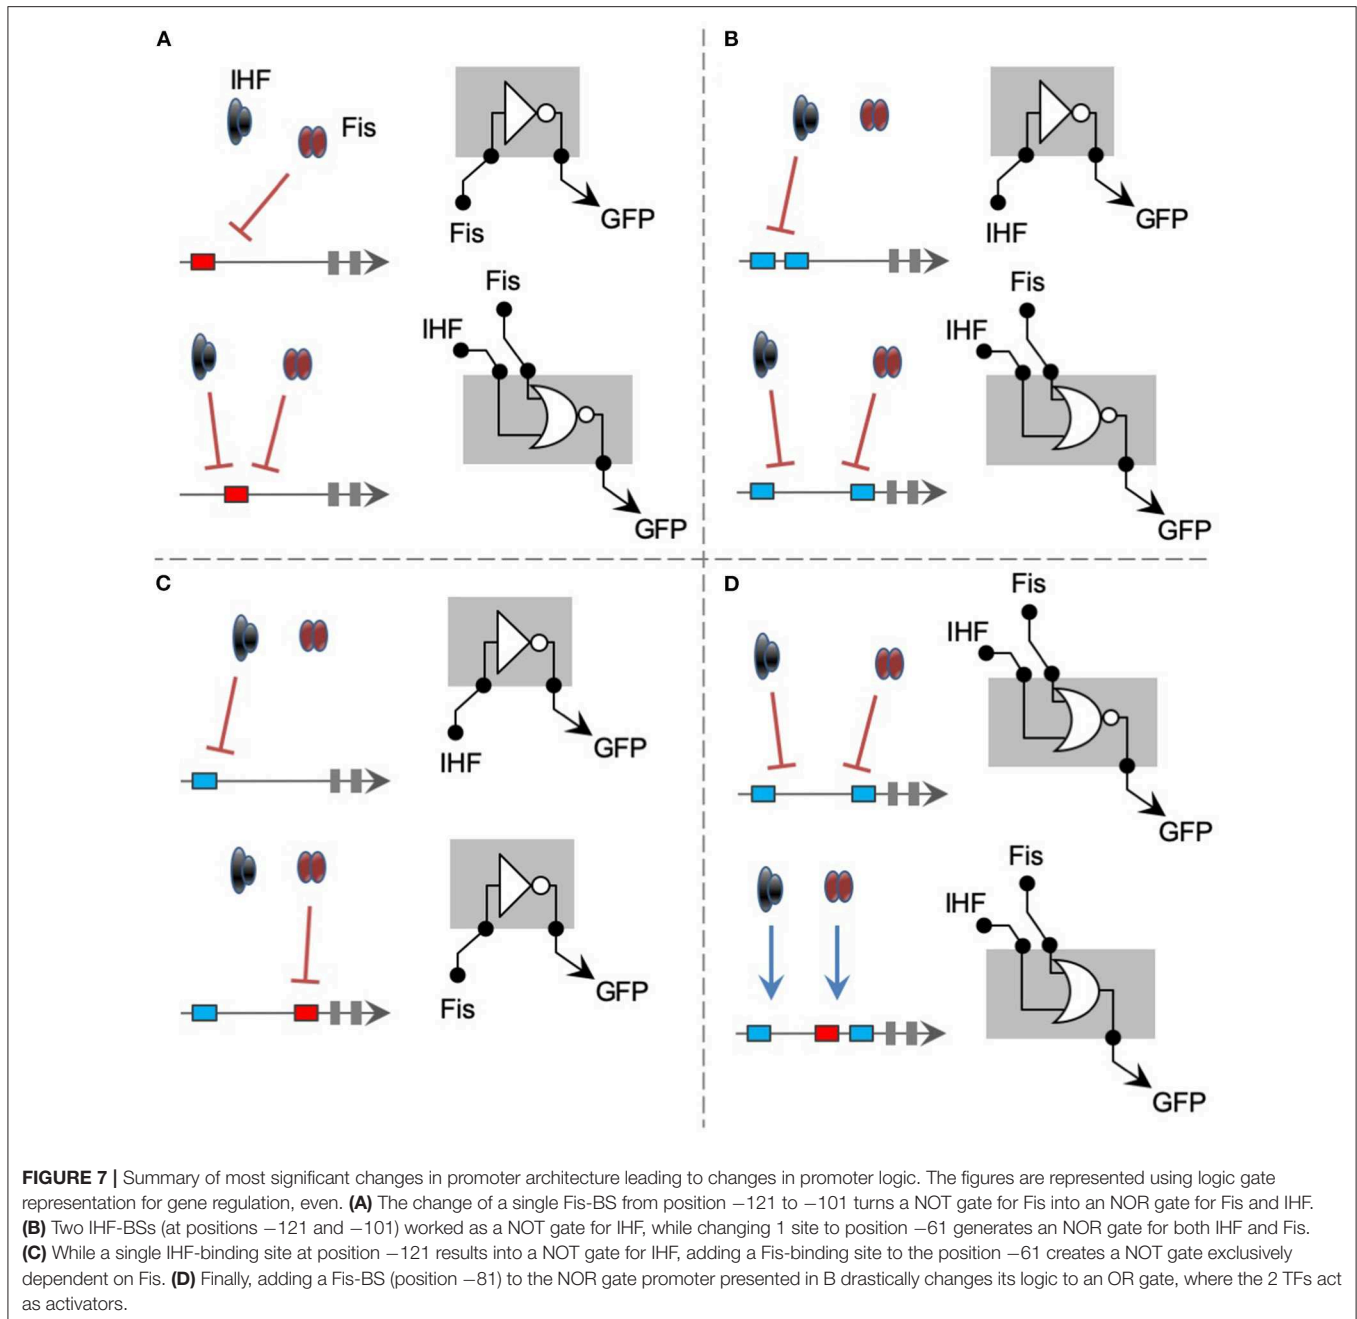 A
IHF
Fis
Fis
GFP
Fis
IHF
GFP
B
IHF
GFP
Fis
IHF
GFP
C
IHF
GFP
Fis
GFP
D
Fis
IHF
GFP
Fis
IHF
GFP
FIGURE 7 | Summary of most significant changes in promoter architecture leading to changes in promoter logic. The figures are represented using logic gate
representation for gene regulation, even. (A) The change of a single Fis-BS from position −121 to −101 turns a NOT gate for Fis into an NOR gate for Fis and IHF.
(B) Two IHF-BSs (at positions −121 and −101) worked as a NOT gate for IHF, while changing 1 site to position −61 generates an NOR gate for both IHF and Fis.
(C) While a single IHF-binding site at position −121 results into a NOT gate for IHF, adding a Fis-binding site to the position −61 creates a NOT gate exclusively
dependent on Fis. (D) Finally, adding a Fis-BS (position −81) to the NOR gate promoter presented in B drastically changes its logic to an OR gate, where the 2 TFs act
as activators.